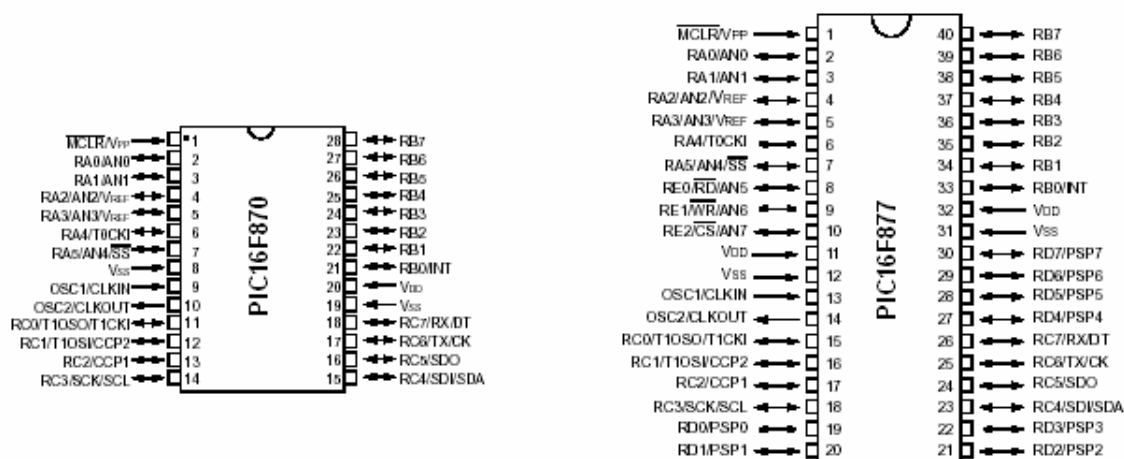 MCLR/VPP 1 28 RB7
RA0/AN0 2 27 RB6
RA1/AN1 3 26 RB5
RA2/AN2/VREF 4 25 RB4
RA3/AN3/VREF 5 24 RB3
RA4/T0CKI 6 23 RB2
RA5/AN4/SS 7 22 RB1
VSS 8 21 RB0/INT
OSC1/CLKIN 9 20 VDD
OSC2/CLKOUT 10 19 VSS
RC0/T1OSO/T1CKI 11 18 RC7/RX/DT
RC1/T1OSI/CCP2 12 17 RC6/TX/CK
RC2/CCP1 13 16 RC5/SDO
RC3/SCK/SCL 14 15 RC4/SDI/SDA
PIC16F870
MCLR/VPP 1 40 RB7
RA0/AN0 2 39 RB6
RA1/AN1 3 38 RB5
RA2/AN2/VREF 4 37 RB4
RA3/AN3/VREF 5 36 RB3
RA4/T0CKI 6 35 RB2
RA5/AN4/SS 7 34 RB1
RE0/RD/AN5 8 33 RB0/INT
RE1/WR/AN6 9 32 VDD
RE2/CS/AN7 10 31 VSS
VDD 11 30 RD7/PSP7
VSS 12 29 RD6/PSP6
OSC1/CLKIN 13 28 RD5/PSP5
OSC2/CLKOUT 14 27 RD4/PSP4
RC0/T1OSO/T1CKI 15 26 RC7/RX/DT
RC1/T1OSI/CCP2 16 25 RC6/TX/CK
RC2/CCP1 17 24 RC5/SDO
RC3/SCK/SCL 18 23 RC4/SDI/SDA
RD0/PSP0 19 22 RD3/PSP3
RD1/PSP1 20 21 RD2/PSP2
PIC16F877